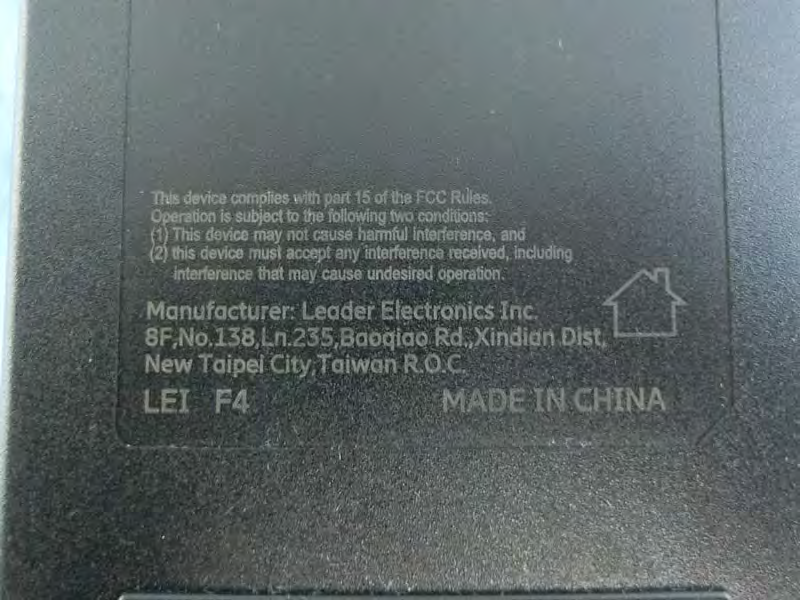 This device complies with part 15 of the FCC Rules.
Operation is subject to the following two conditions:
(1) This device may not cause harmful interference, and
(2) this device must accept any interference received, including
interference that may cause undesired operation.
Manufacturer: Leader Electronics Inc.
8F,No.138,Ln.235,Baoqiao Rd.,Xindian Dist,
New Taipei City,Taiwan R.O.C.
LEI F4 MADE IN CHINA